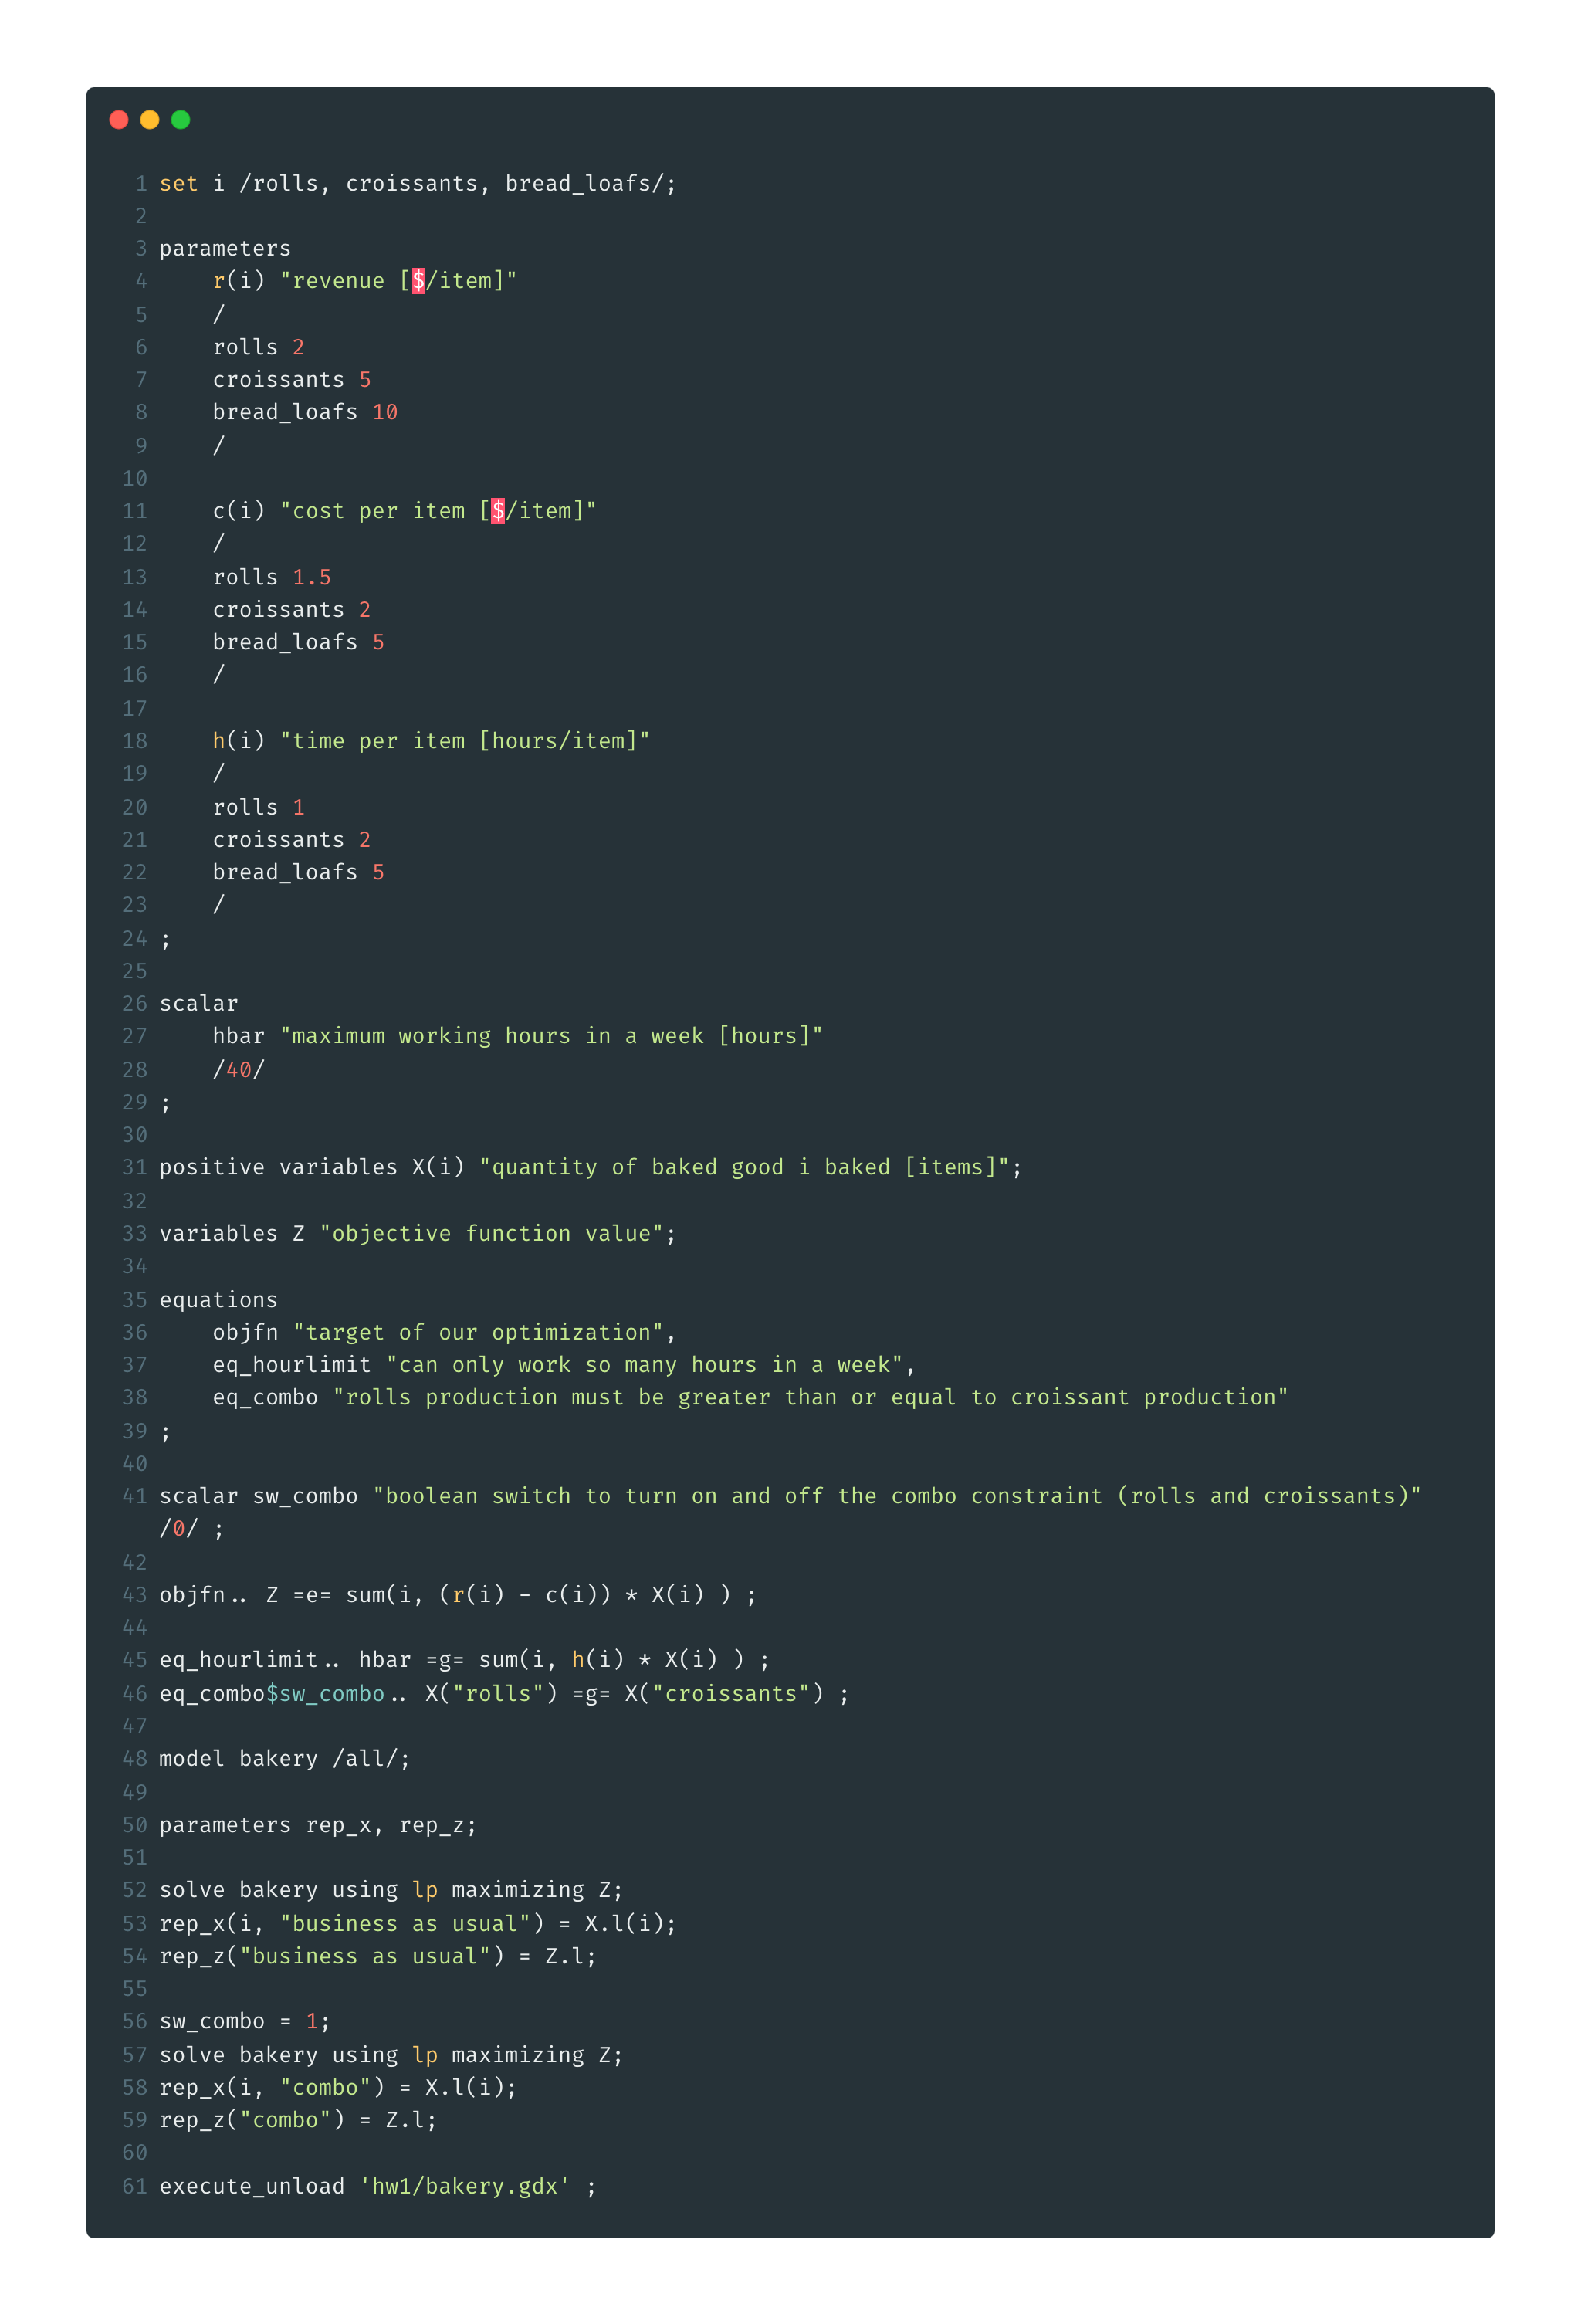 1 set i /rolls, croissants, bread_loafs/;
2
3 parameters
4     r(i) "revenue [$/item]"
5     /
6     rolls 2
7     croissants 5
8     bread_loafs 10
9     /
10
11     c(i) "cost per item [$/item]"
12     /
13     rolls 1.5
14     croissants 2
15     bread_loafs 5
16     /
17
18     h(i) "time per item [hours/item]"
19     /
20     rolls 1
21     croissants 2
22     bread_loafs 5
23     /
24 ;
25
26 scalar
27     hbar "maximum working hours in a week [hours]"
28     /40/
29 ;
30
31 positive variables X(i) "quantity of baked good i baked [items]";
32
33 variables Z "objective function value";
34
35 equations
36     objfn "target of our optimization",
37     eq_hourlimit "can only work so many hours in a week",
38     eq_combo "rolls production must be greater than or equal to croissant production"
39 ;
40
41 scalar sw_combo "boolean switch to turn on and off the combo constraint (rolls and croissants)"
/0/ ;
42
43 objfn.. Z =e= sum(i, (r(i) - c(i)) * X(i) ) ;
44
45 eq_hourlimit.. hbar =g= sum(i, h(i) * X(i) ) ;
46 eq_combo$sw_combo.. X("rolls") =g= X("croissants") ;
47
48 model bakery /all/;
49
50 parameters rep_x, rep_z;
51
52 solve bakery using lp maximizing Z;
53 rep_x(i, "business as usual") = X.l(i);
54 rep_z("business as usual") = Z.l;
55
56 sw_combo = 1;
57 solve bakery using lp maximizing Z;
58 rep_x(i, "combo") = X.l(i);
59 rep_z("combo") = Z.l;
60
61 execute_unload 'hw1/bakery.gdx' ;